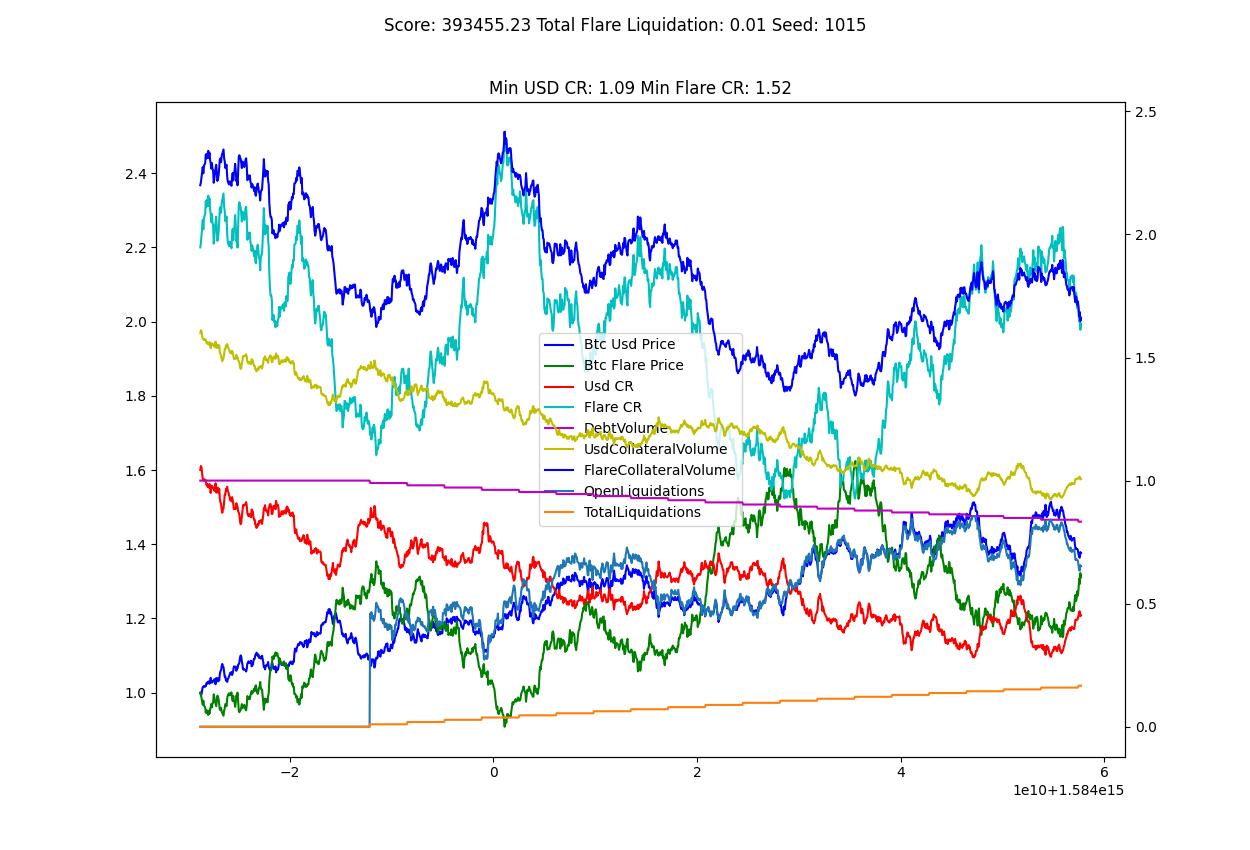 Score: 393455.23 Total Flare Liquidation: 0.01 Seed: 1015
Min USD CR: 1.09 Min Flare CR: 1.52
2.4
2.2
2.0
1.8
1.6
1.4
1.2
1.0
2.5
2.0
1.5
1.0
0.5
0.0
Btc Usd Price
Btc Flare Price
Usd CR
Flare CR
DebtVolume
UsdCollateralVolume
FlareCollateralVolume
OpenLiquidations
TotalLiquidations
−2
0
2
4
6
1e10+1.584e15